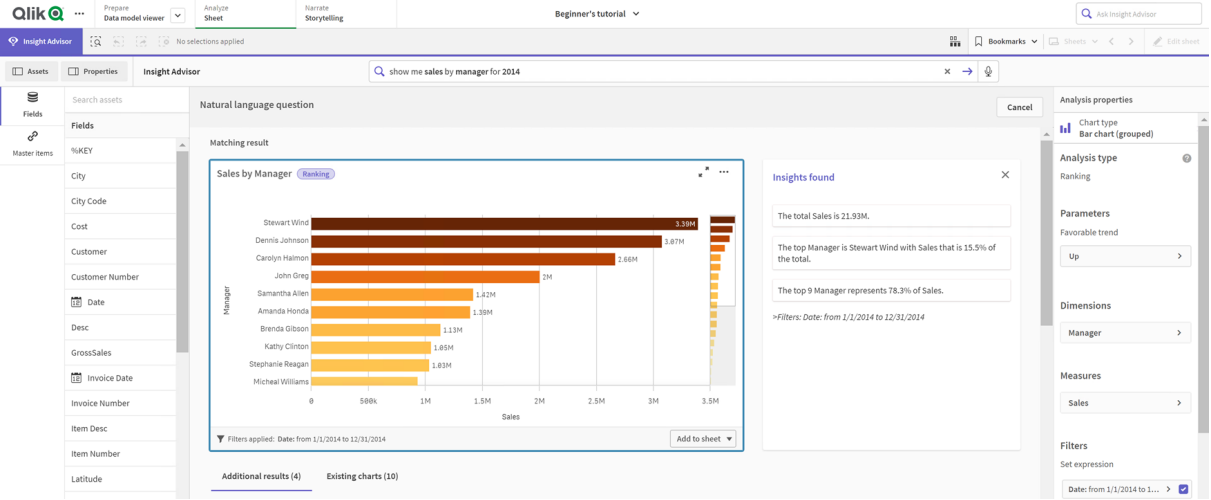 Qlik
Prepare
Data model viewer
Analyze
Sheet
Narrate
Storytelling
Beginner's tutorial
Ask Insight Advisor
Insight Advisor
No selections applied
Bookmarks
Sheets
Edit sheet
Assets
Properties
Insight Advisor
show me sales by manager for 2014
Fields
Master items
Search assets
Fields
%KEY
City
City Code
Cost
Customer
Customer Number
Date
Desc
GrossSales
Invoice Date
Invoice Number
Item Desc
Item Number
Latitude
Natural language question
Cancel
Matching result
Sales by Manager
Ranking
Manager
Stewart Wind
3.39M
Dennis Johnson
3.07M
Carolyn Halmon
2.66M
John Greg
2M
Samantha Allen
1.42M
Amanda Honda
1.39M
Brenda Gibson
1.13M
Kathy Clinton
1.05M
Stephanie Reagan
1.03M
Micheal Williams
0
500k
1M
1.5M
2M
2.5M
3M
3.5M
Sales
Filters applied: Date: from 1/1/2014 to 12/31/2014
Add to sheet
Additional results (4)
Existing charts (10)
Insights found
The total Sales is 21.93M.
The top Manager is Stewart Wind with Sales that is 15.5% of
the total.
The top 9 Manager represents 78.3% of Sales.
>Filters: Date: from 1/1/2014 to 12/31/2014
Analysis properties
Chart type
Bar chart (grouped)
Analysis type
Ranking
Parameters
Favorable trend
Up
Dimensions
Manager
Measures
Sales
Filters
Set expression
Date: from 1/1/2014 to 1...